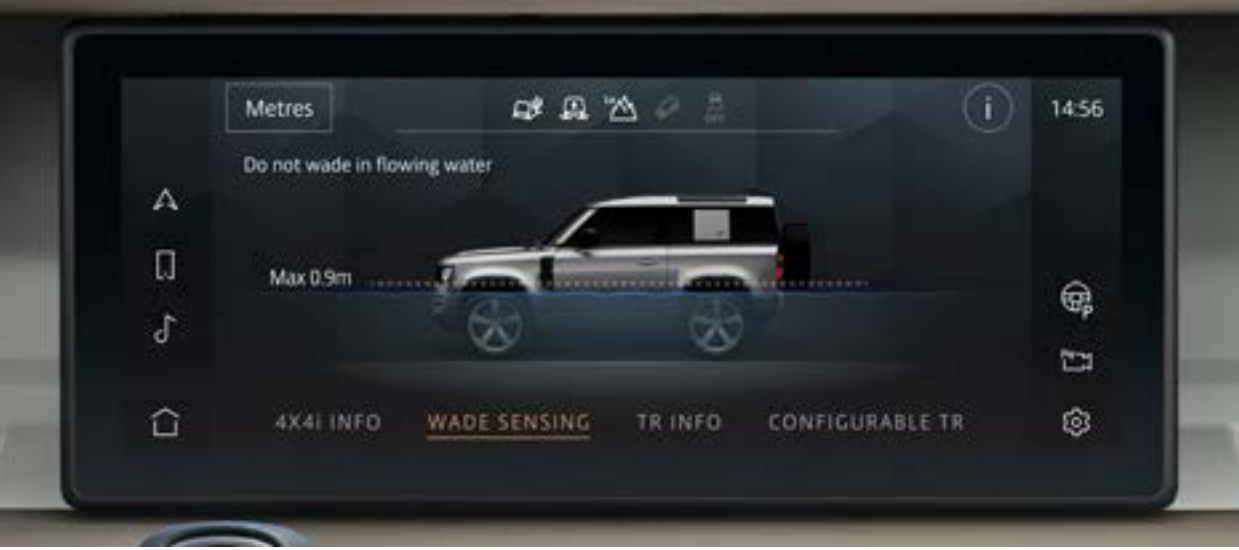 Metres
i
14:56
Do not wade in flowing water
Max 0.9m
4X4i INFO
WADE SENSING
TR INFO
CONFIGURABLE TR
OFF
P